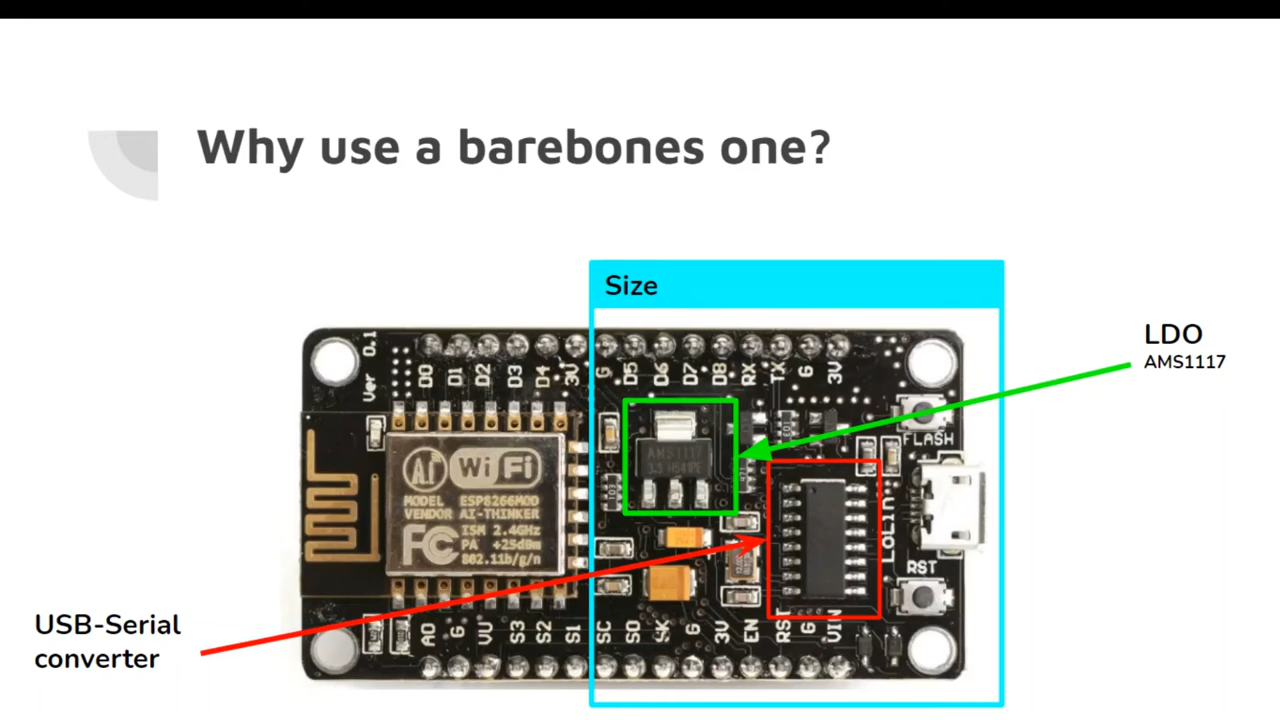 Why use a barebones one?
Size
LDO
AMS1117
USB-Serial
converter
Ver 0.1
D0
D1
D2
D3
D4
3V
G
D5
D6
D7
D8
RX
TX
G
3V
FLASH
AMS1117
103
Ai
WiFi
MODEL ESP8266MOD
VENDOR AI-THINKER
FC
ISM 2.4GHz
PA +25dBm
802.11b/g/n
LoLin
RST
A0
G
VU
S3
S2
S1
SC
SO
SK
G
3V
EN
RST
G
VIN